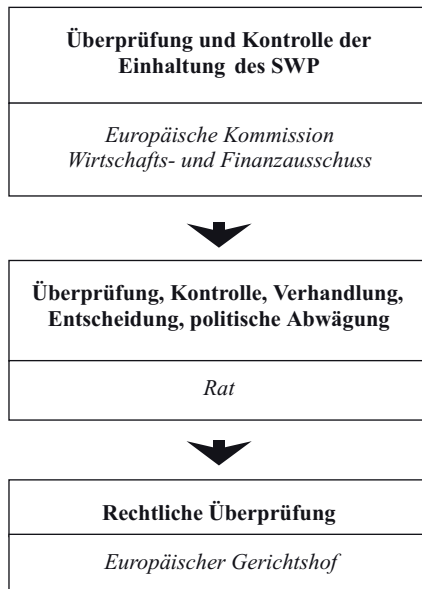 Überprüfung und Kontrolle der
Einhaltung des SWP
Europäische Kommission
Wirtschafts- und Finanzausschuss
Überprüfung, Kontrolle, Verhandlung,
Entscheidung, politische Abwägung
Rat
Rechtliche Überprüfung
Europäischer Gerichtshof